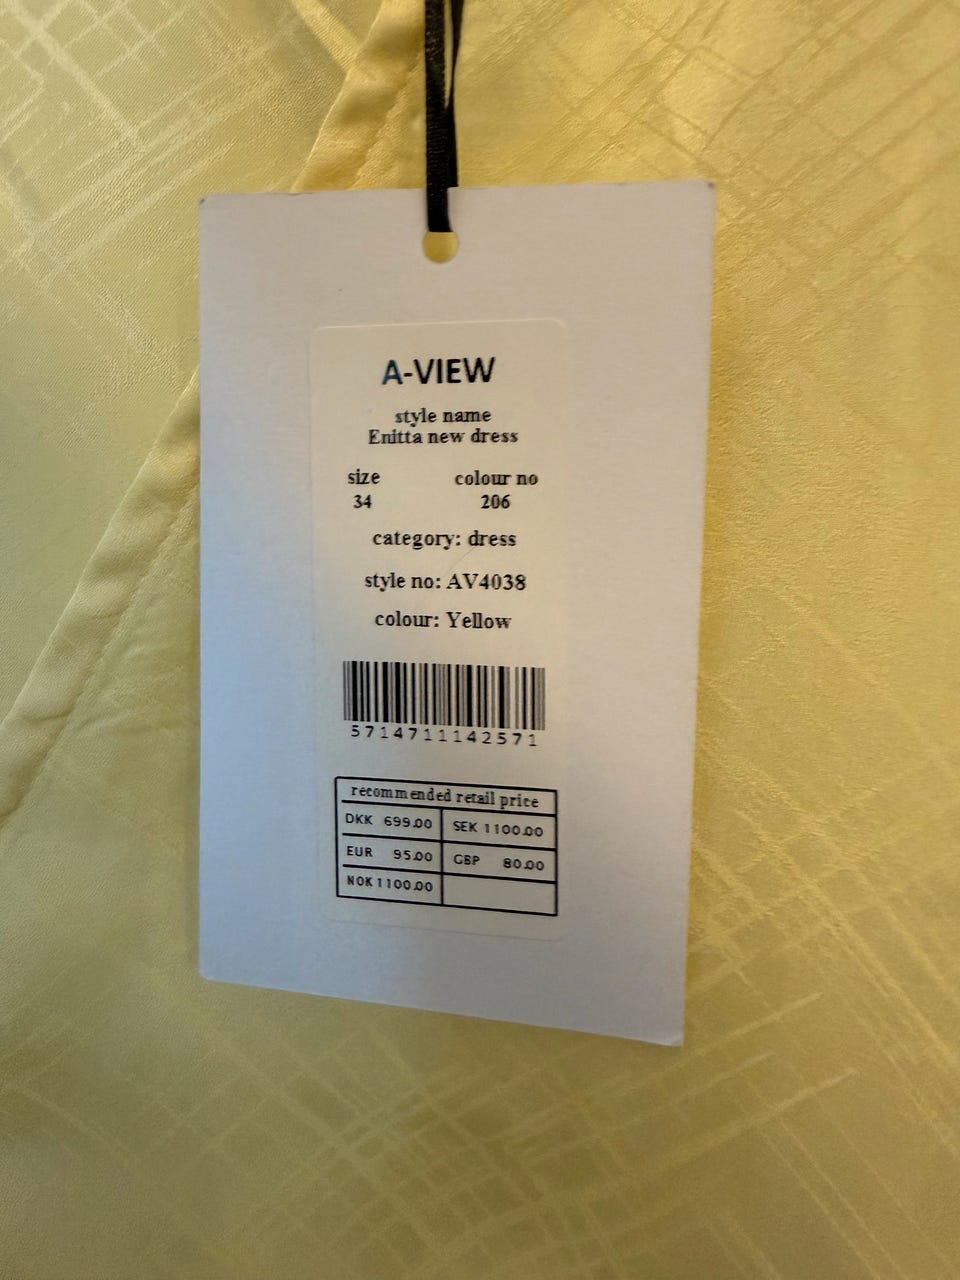 A-VIEW
style name
Enitta new dress
size colour no
34 206
category: dress
style no: AV4038
colour: Yellow
5714711142571
recommended retail price
DKK 699.00 SEK 1100.00
EUR 95.00 GBP 80.00
NOK 1100.00